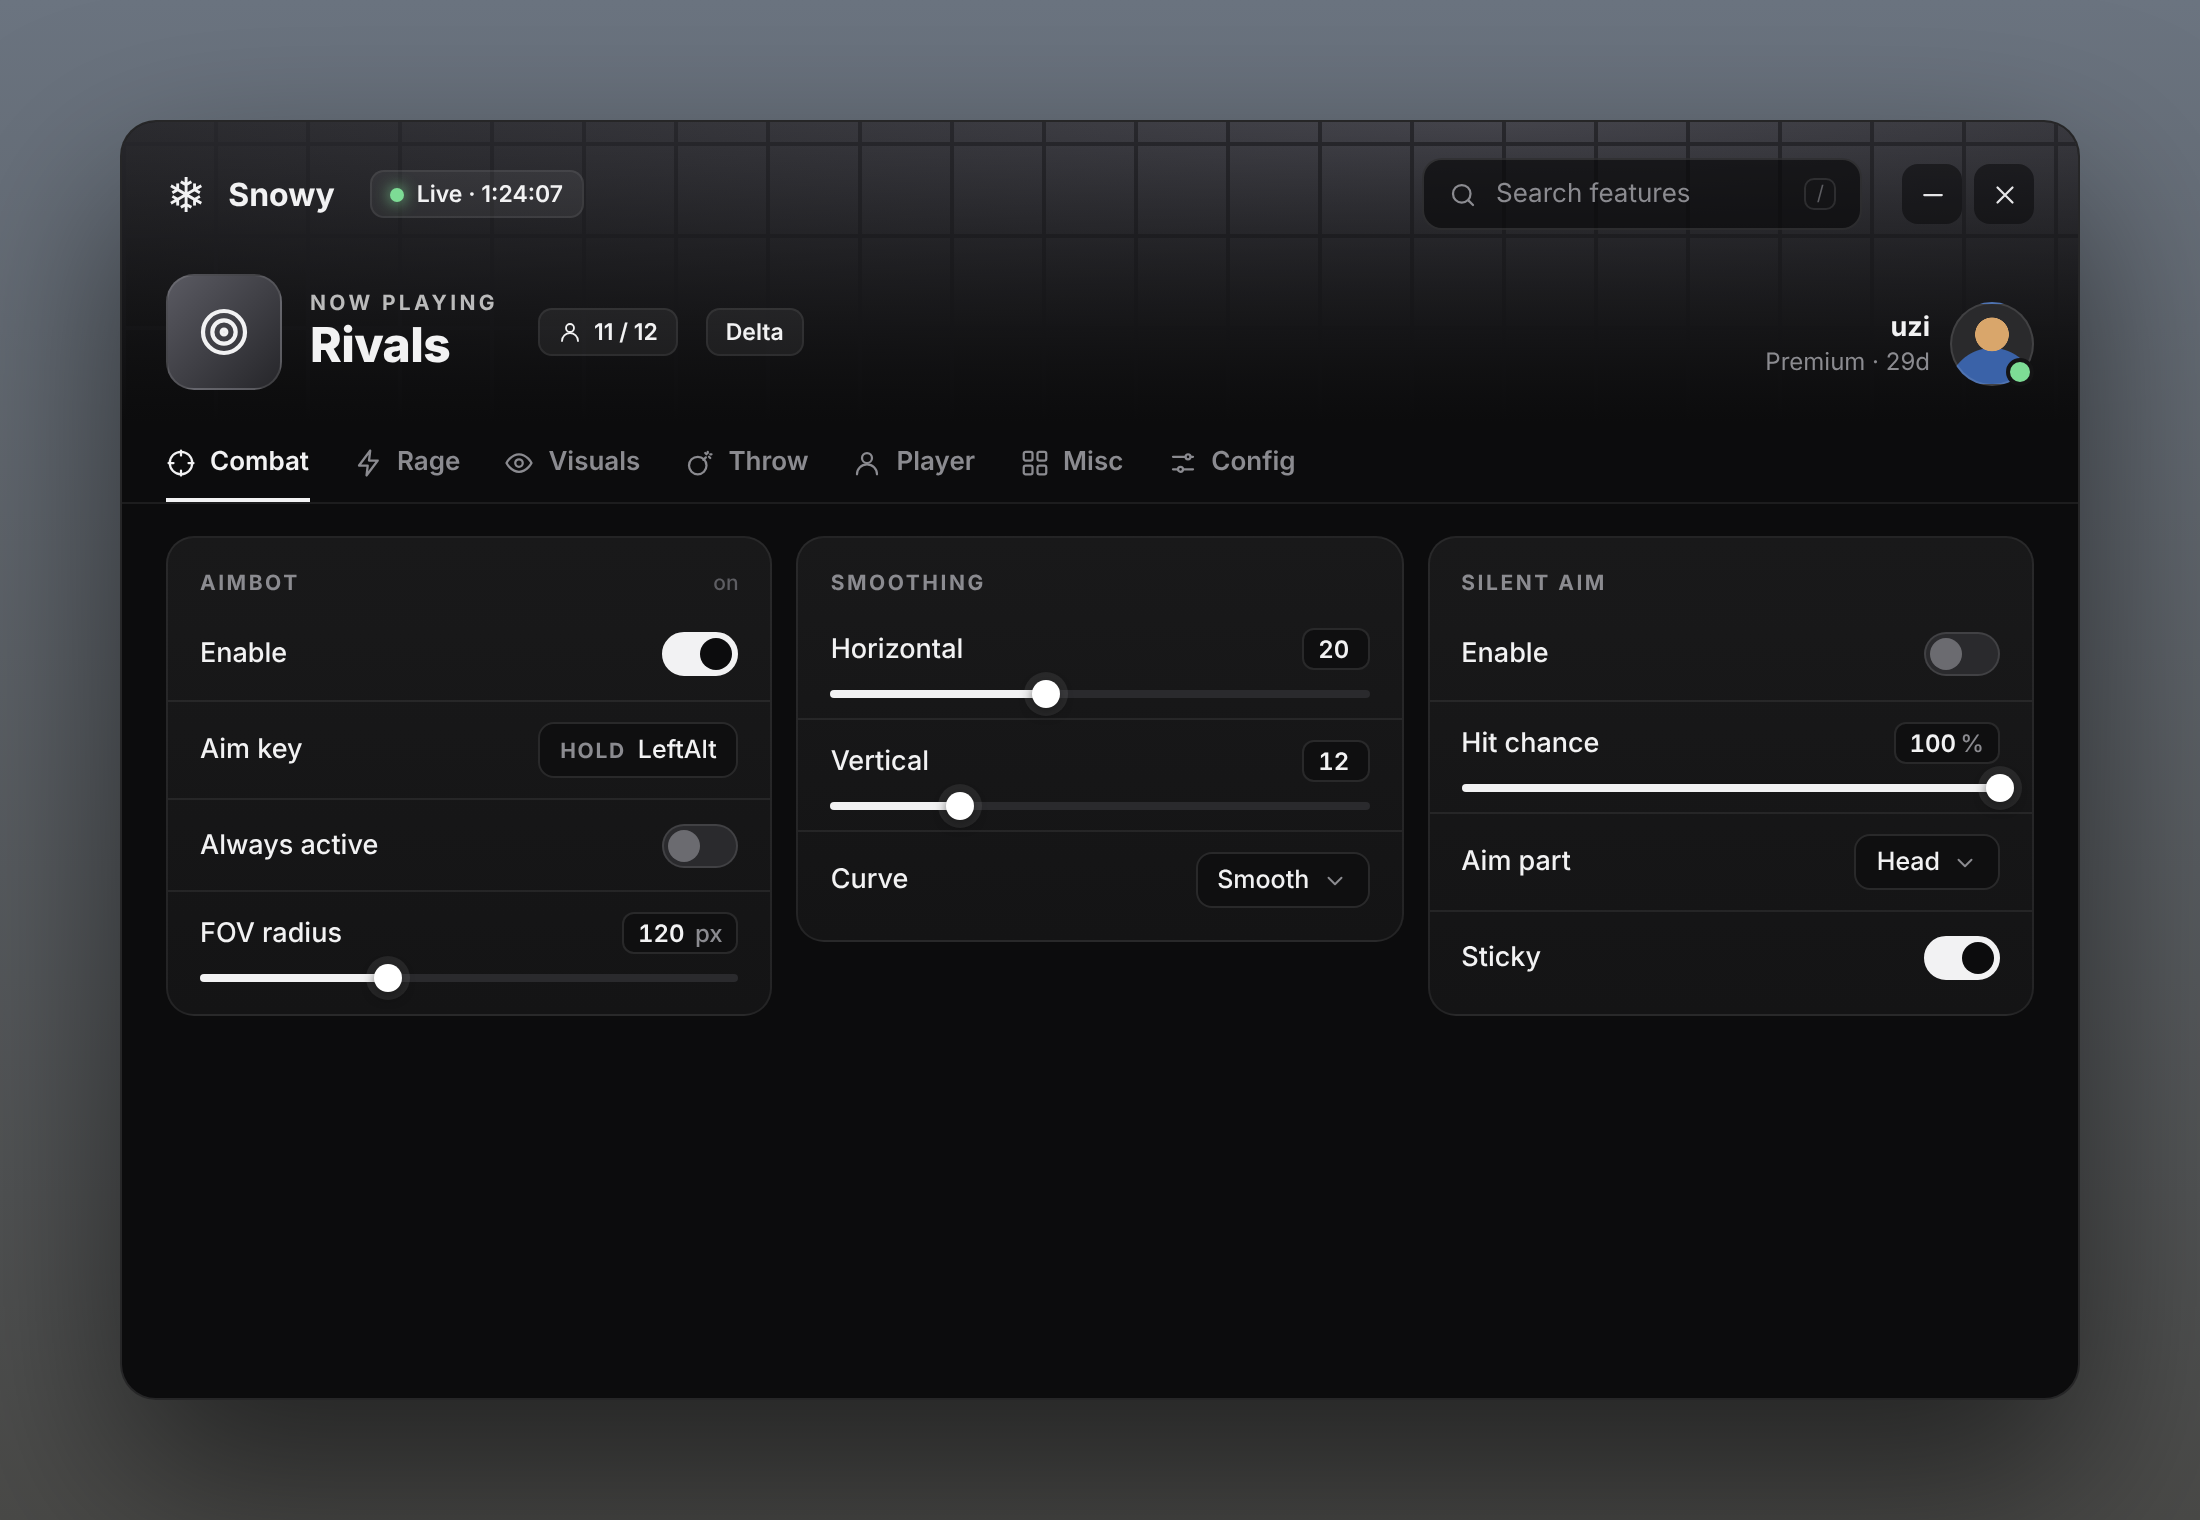 Snowy
Live · 1:24:07
Search features
/
NOW PLAYING
Rivals
11 / 12
Delta
uzi
Premium · 29d
Combat
Rage
Visuals
Throw
Player
Misc
Config
AIMBOT
on
Enable
Aim key
HOLD LeftAlt
Always active
FOV radius
120 px
SMOOTHING
Horizontal
20
Vertical
12
Curve
Smooth
SILENT AIM
Enable
Hit chance
100 %
Aim part
Head
Sticky